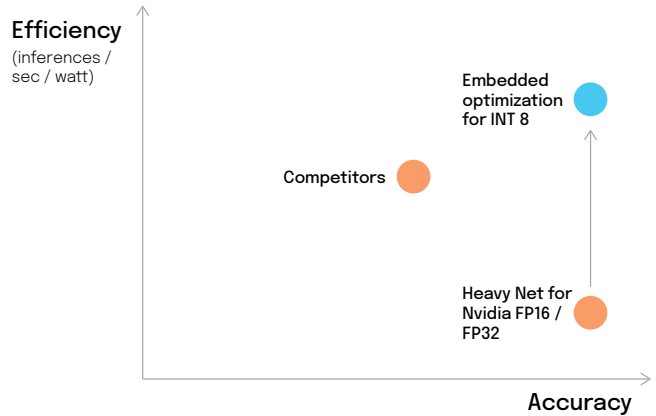 Efficiency
(inferences /
sec / watt)
Embedded
optimization
for INT 8
Competitors
Heavy Net for
Nvidia FP16 /
FP32
Accuracy